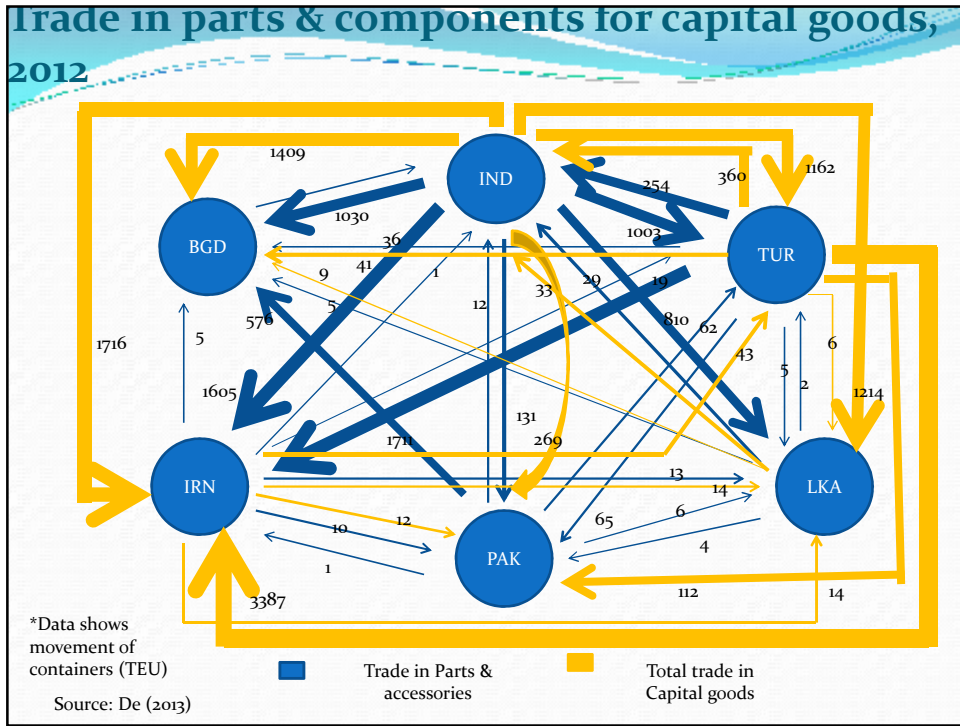 Trade in parts & components for capital goods,
2012
1409
IND
254
360
1162
1030
BGD
36
1003
TUR
9
41
1
12
33
29
19
5
576
810
62
1716
5
43
6
5
2
1605
1214
131
1711
269
13
14
IRN
LKA
10
12
65
6
PAK
4
1
3387
112
14
*Data shows
movement of
containers (TEU)
Trade in Parts &
accessories
Total trade in
Capital goods
Source: De (2013)